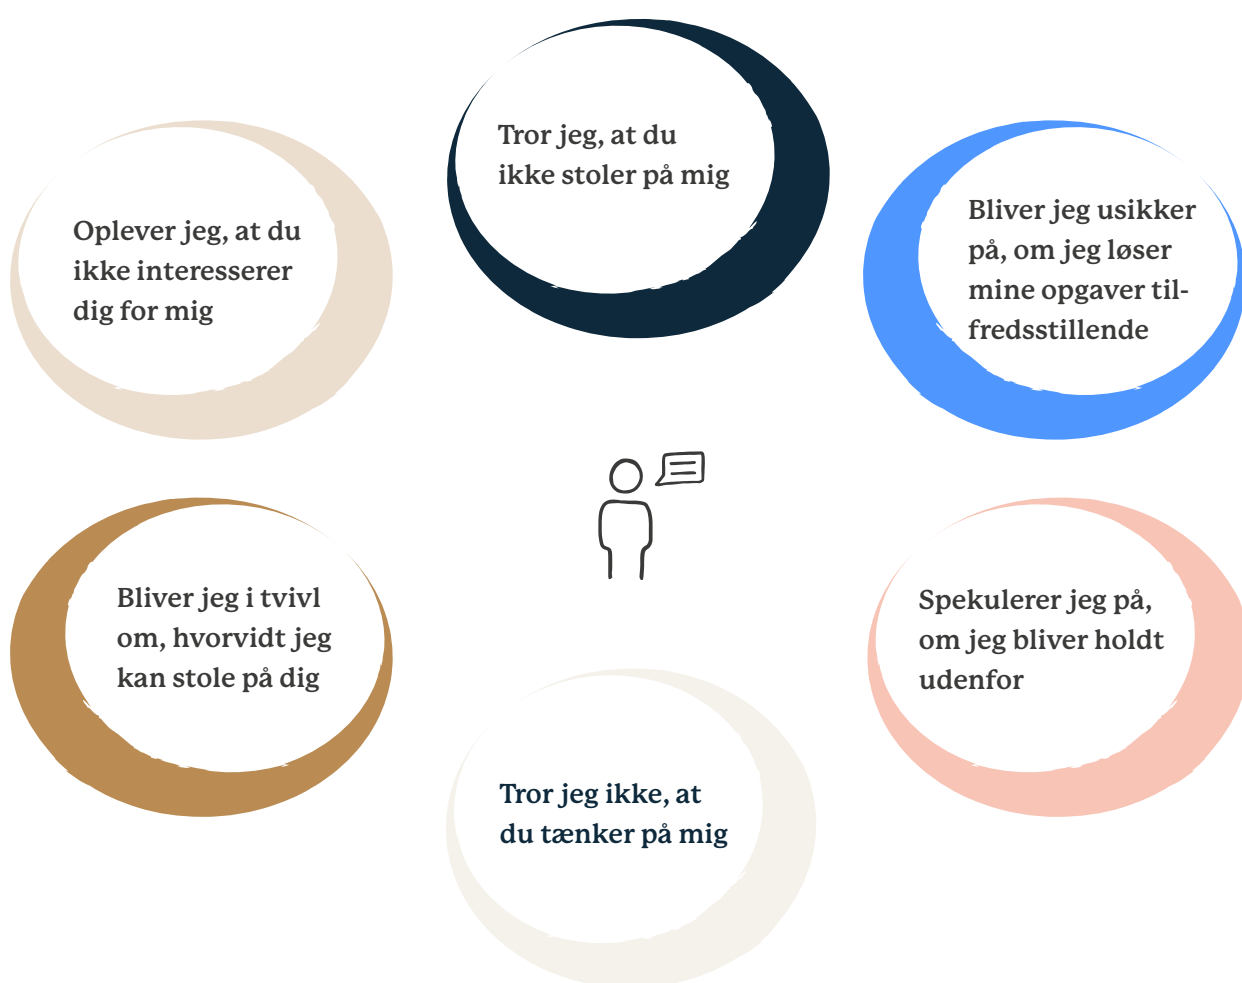 Tror jeg, at du
ikke stoler på mig
Oplever jeg, at du
ikke interesserer
dig for mig
Bliver jeg usikker
på, om jeg løser
mine opgaver til-
fredsstillende
Bliver jeg i tvivl
om, hvorvidt jeg
kan stole på dig
Spekulerer jeg på,
om jeg bliver holdt
udenfor
Tror jeg ikke, at
du tænker på mig